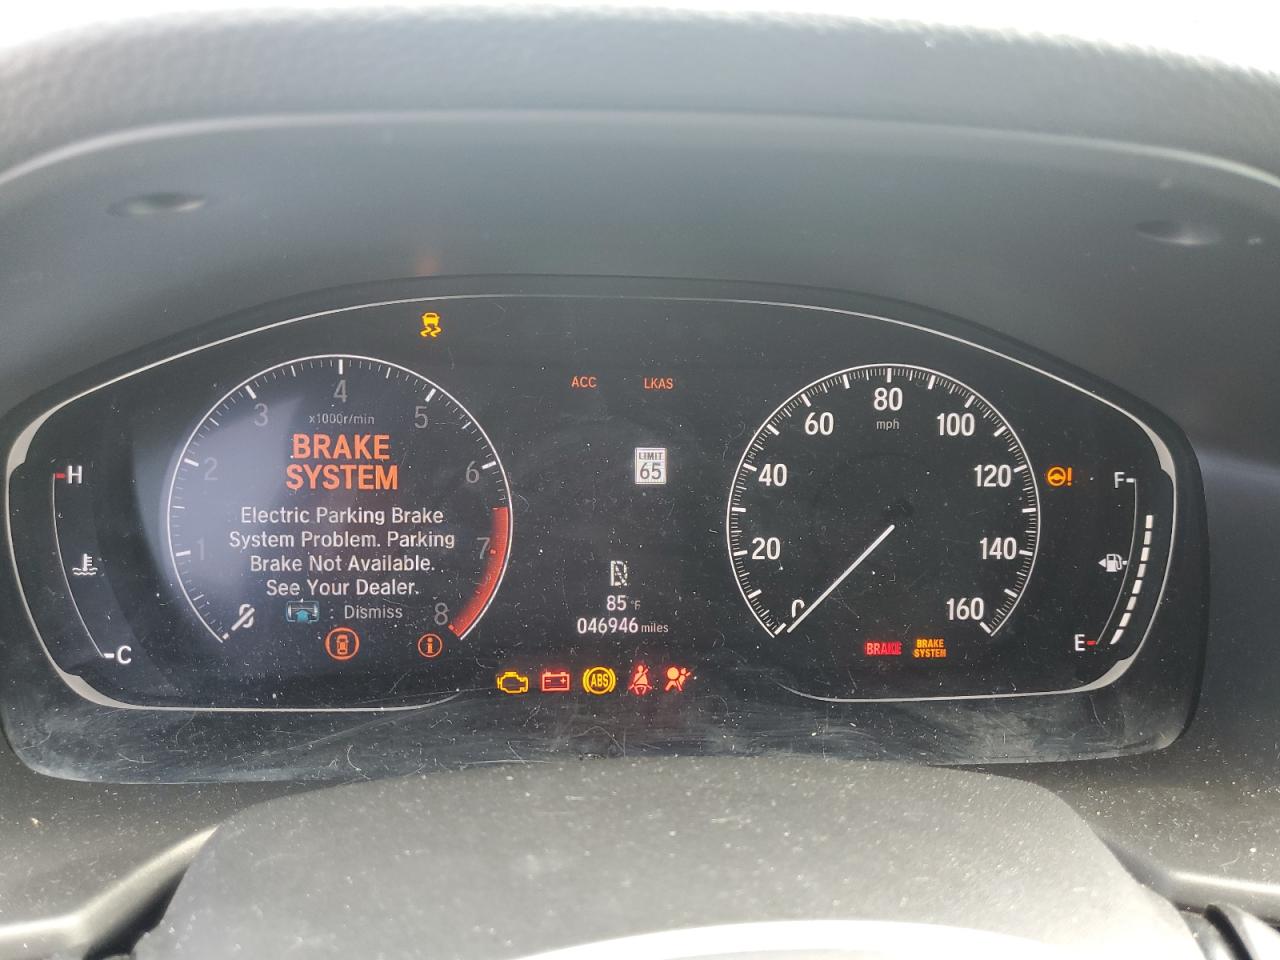 ACC
LKAS
x1000r/min
1
2
3
4
5
6
7
8
BRAKE
SYSTEM
Electric Parking Brake
System Problem. Parking
Brake Not Available.
See Your Dealer.
: Dismiss
H
C
LIMIT
65
85 °F
046946 miles
ABS
mph
0
20
40
60
80
100
120
140
160
BRAKE
BRAKE
SYSTEM
F
E